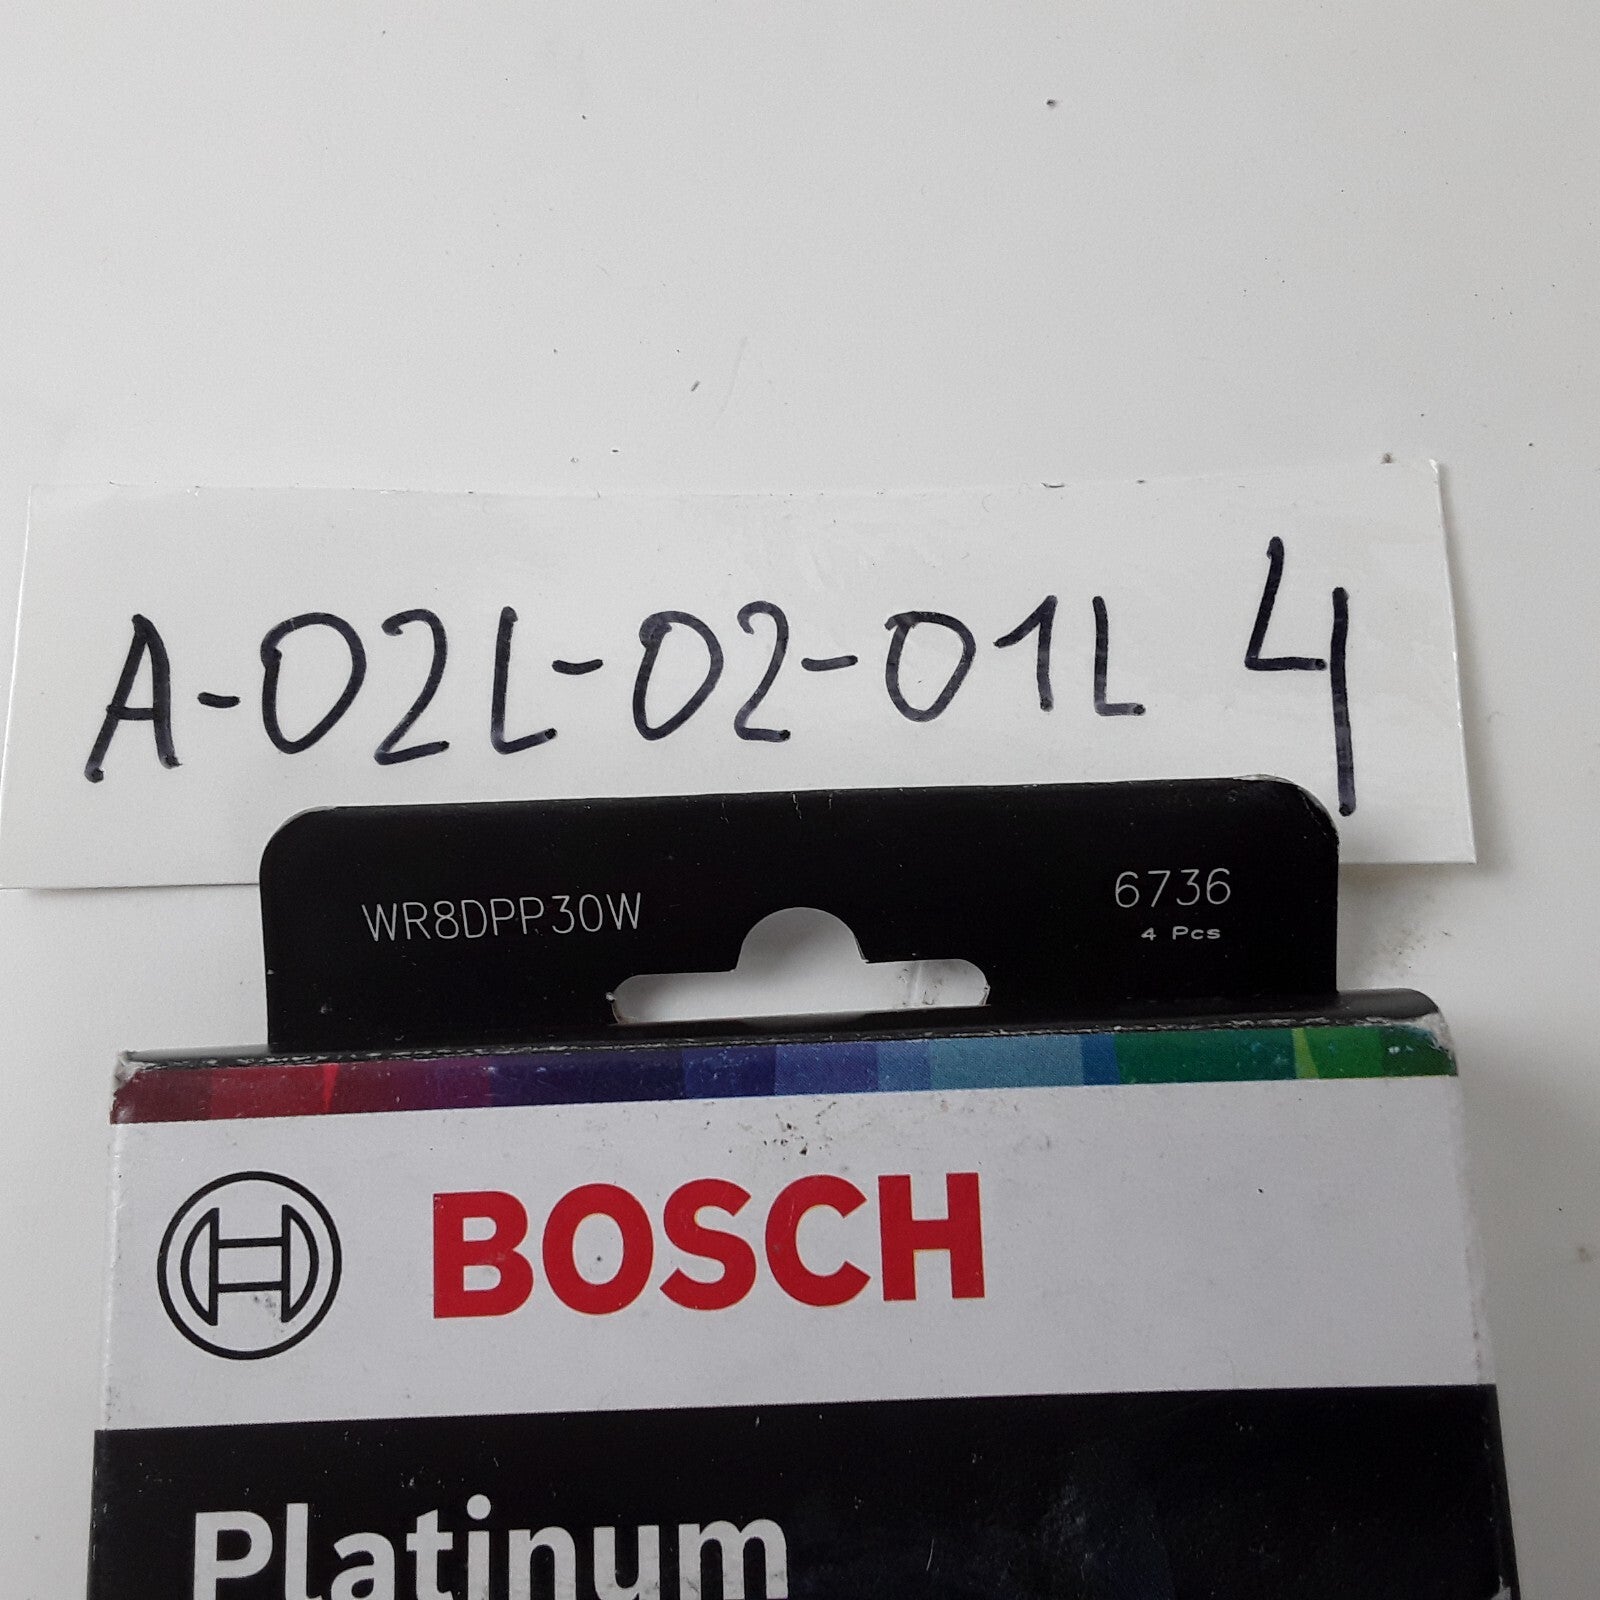 A-02L-02-01L 4
WR8DPP30W
6736
4 Pcs
BOSCH
Platinum